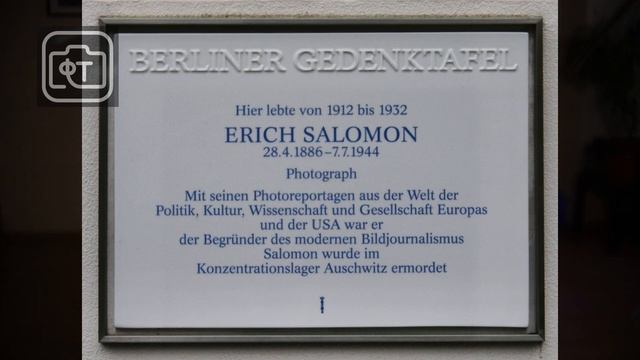 ФТ
BERLINER GEDENKTAFEL
Hier lebte von 1912 bis 1932
ERICH SALOMON
28.4.1886–7.7.1944
Photograph
Mit seinen Photoreportagen aus der Welt der
Politik, Kultur, Wissenschaft und Gesellschaft Europas
und der USA war er
der Begründer des modernen Bildjournalismus
Salomon wurde im
Konzentrationslager Auschwitz ermordet